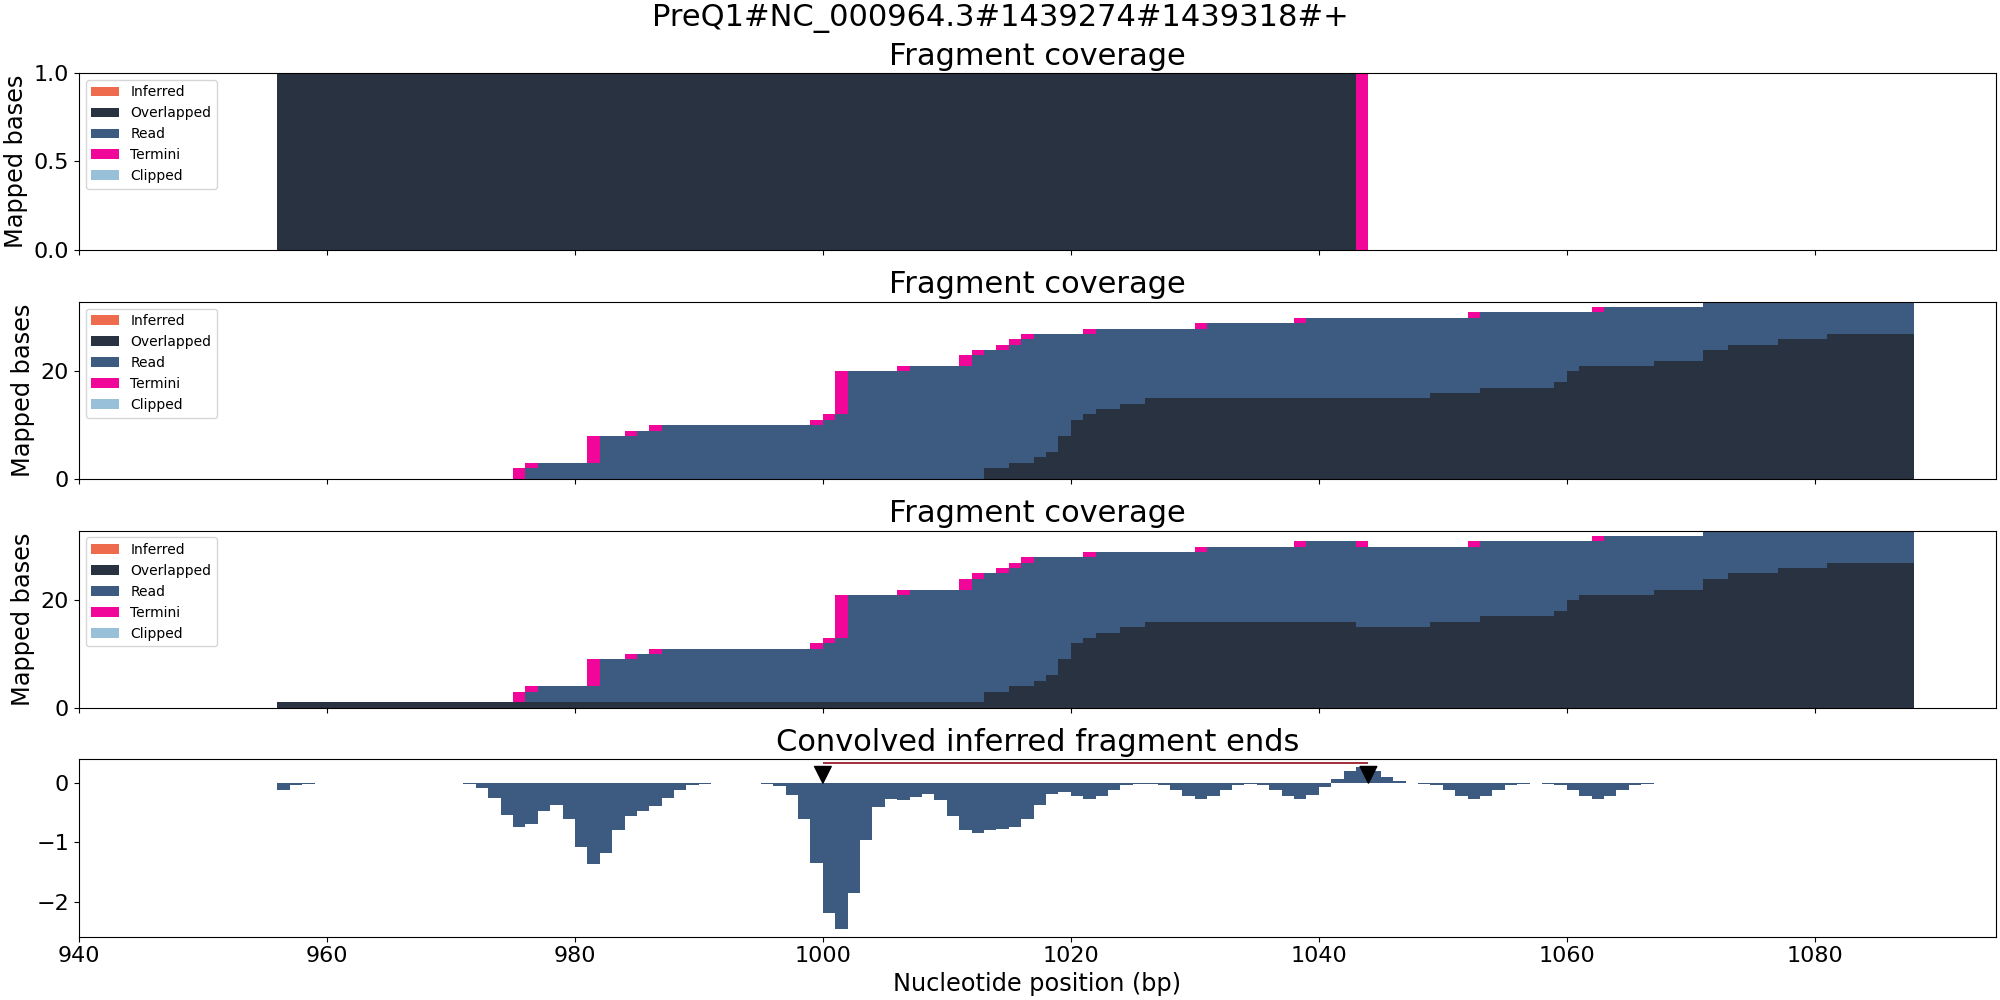 PreQ1#NC_000964.3#1439274#1439318#+
Fragment coverage
Mapped bases
1.0
0.5
0.0
Inferred
Overlapped
Read
Termini
Clipped
Fragment coverage
Mapped bases
20
0
Inferred
Overlapped
Read
Termini
Clipped
Fragment coverage
Mapped bases
20
0
Inferred
Overlapped
Read
Termini
Clipped
Convolved inferred fragment ends
0
−1
−2
940 960 980 1000 1020 1040 1060 1080
Nucleotide position (bp)